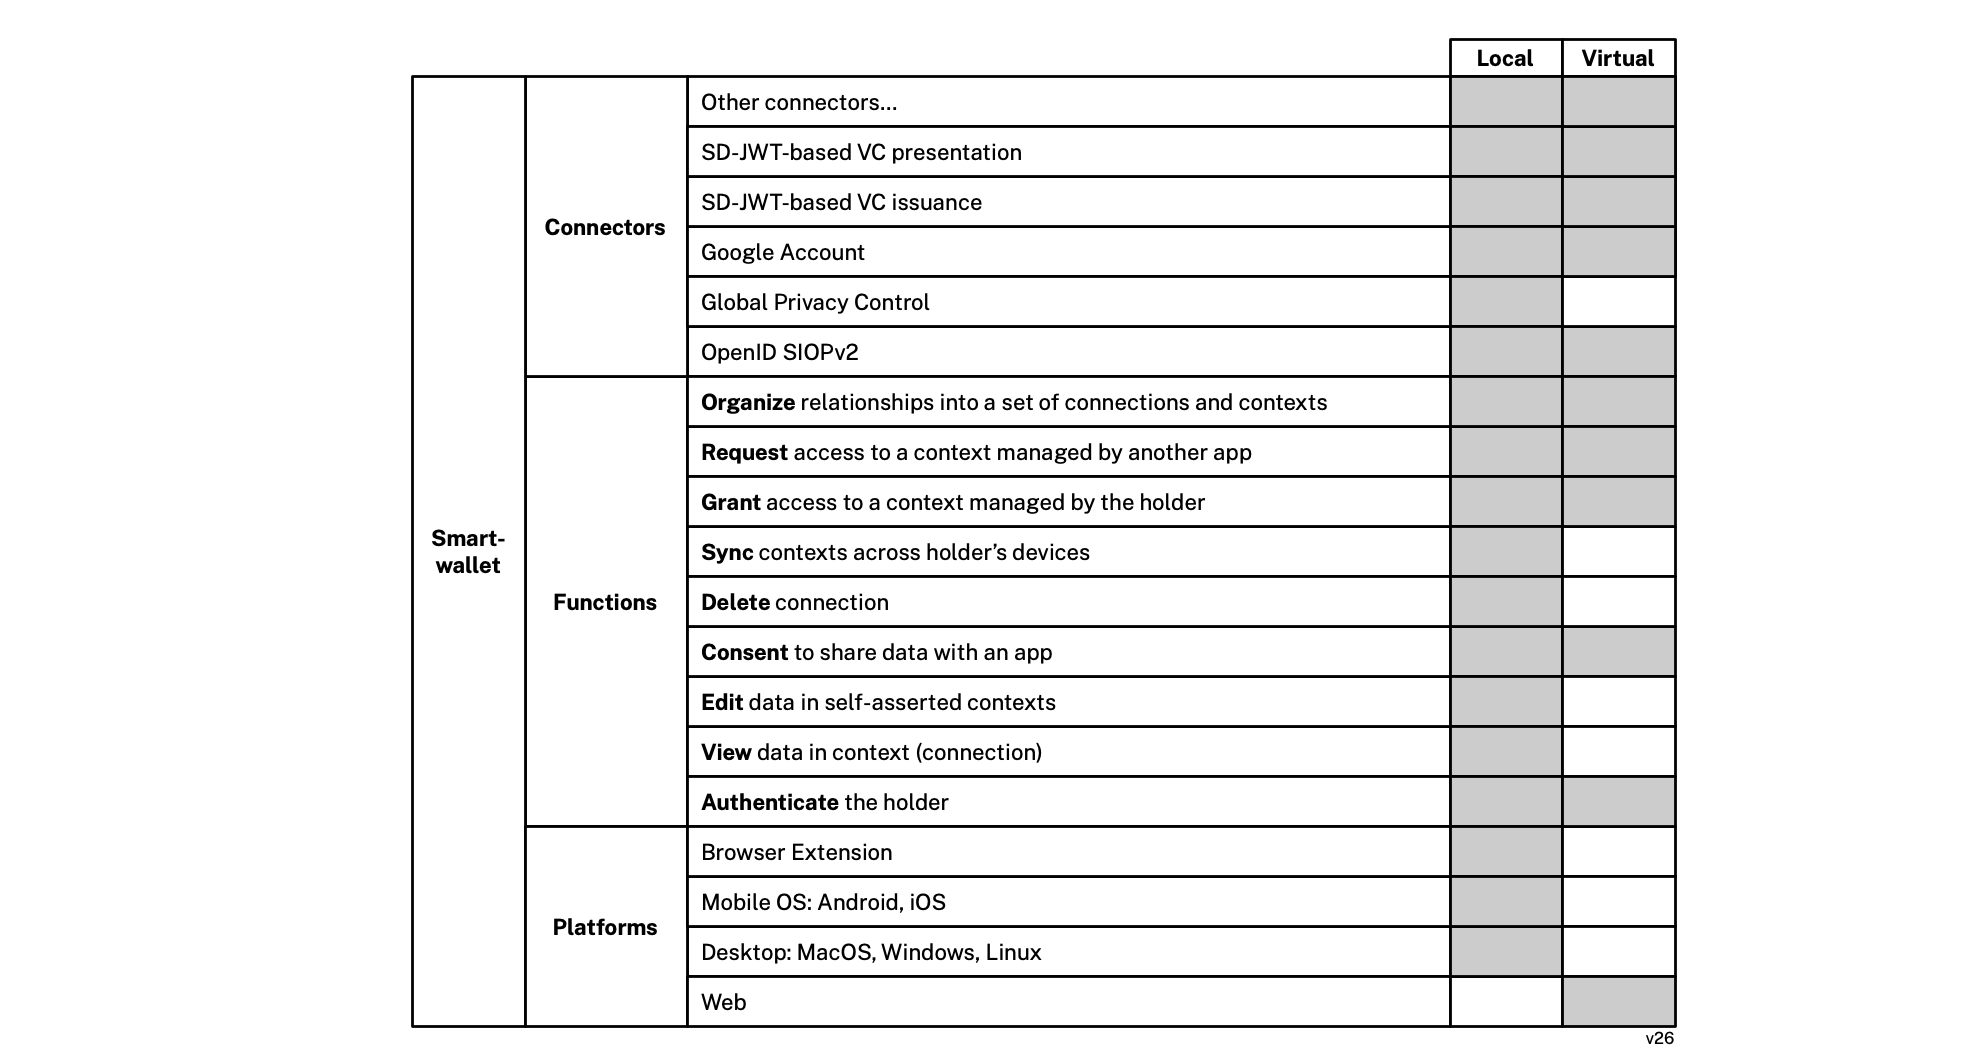 Local Virtual
Other connectors...
SD-JWT-based VC presentation
SD-JWT-based VC issuance
Connectors
Google Account
Global Privacy Control
OpenID SIOPv2
Organize relationships into a set of connections and contexts
Request access to a context managed by another app
Grant access to a context managed by the holder
Smart-
wallet
Sync contexts across holder’s devices
Functions
Delete connection
Consent to share data with an app
Edit data in self-asserted contexts
View data in context (connection)
Authenticate the holder
Browser Extension
Mobile OS: Android, iOS
Platforms
Desktop: MacOS, Windows, Linux
Web
v26